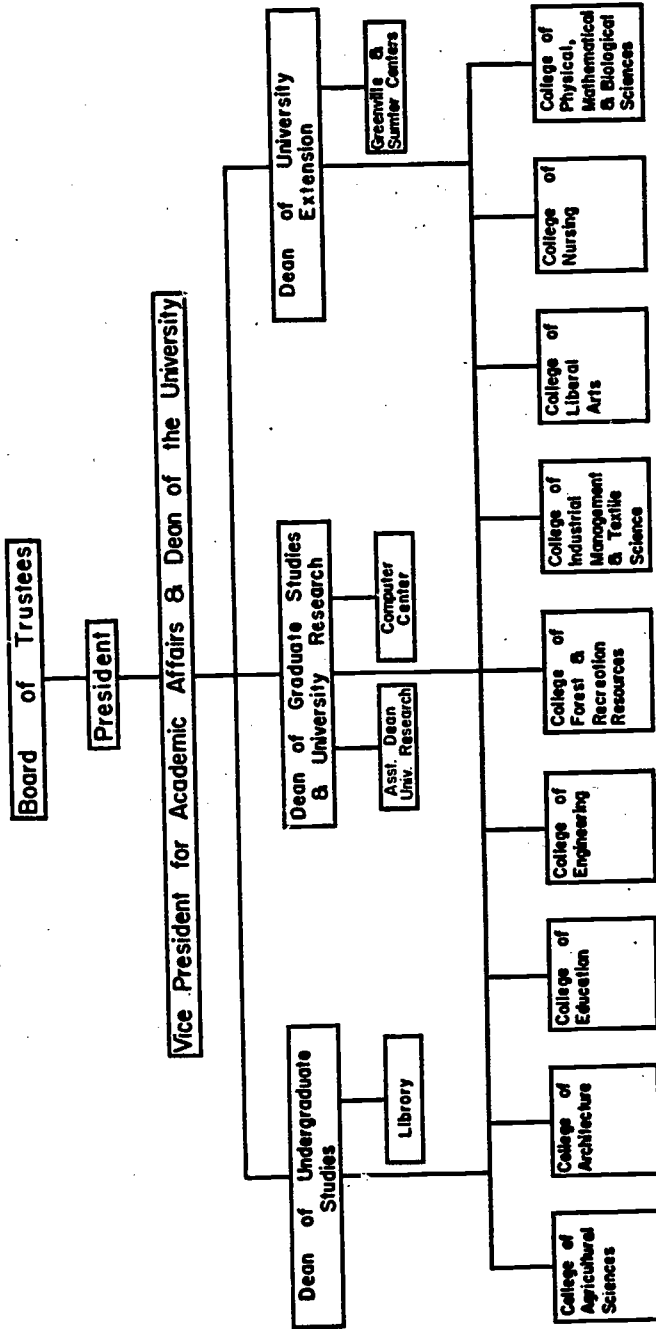 Board of Trustees
President
Vice President for Academic Affairs & Dean of the University
Dean of Undergraduate
Studies
Library
Dean of Graduate Studies
& University Research
Asst. Dean
Univ. Research
Computer
Center
Dean of University
Extension
Greenville &
Sumter Centers
College of
Agricultural
Sciences
College of
Architecture
College of
Education
College of
Engineering
College of
Forest &
Recreation
Resources
College of
Industrial
Management
& Textile
Science
College of
Liberal
Arts
College of
Nursing
College of
Physical,
Mathematical
& Biological
Sciences